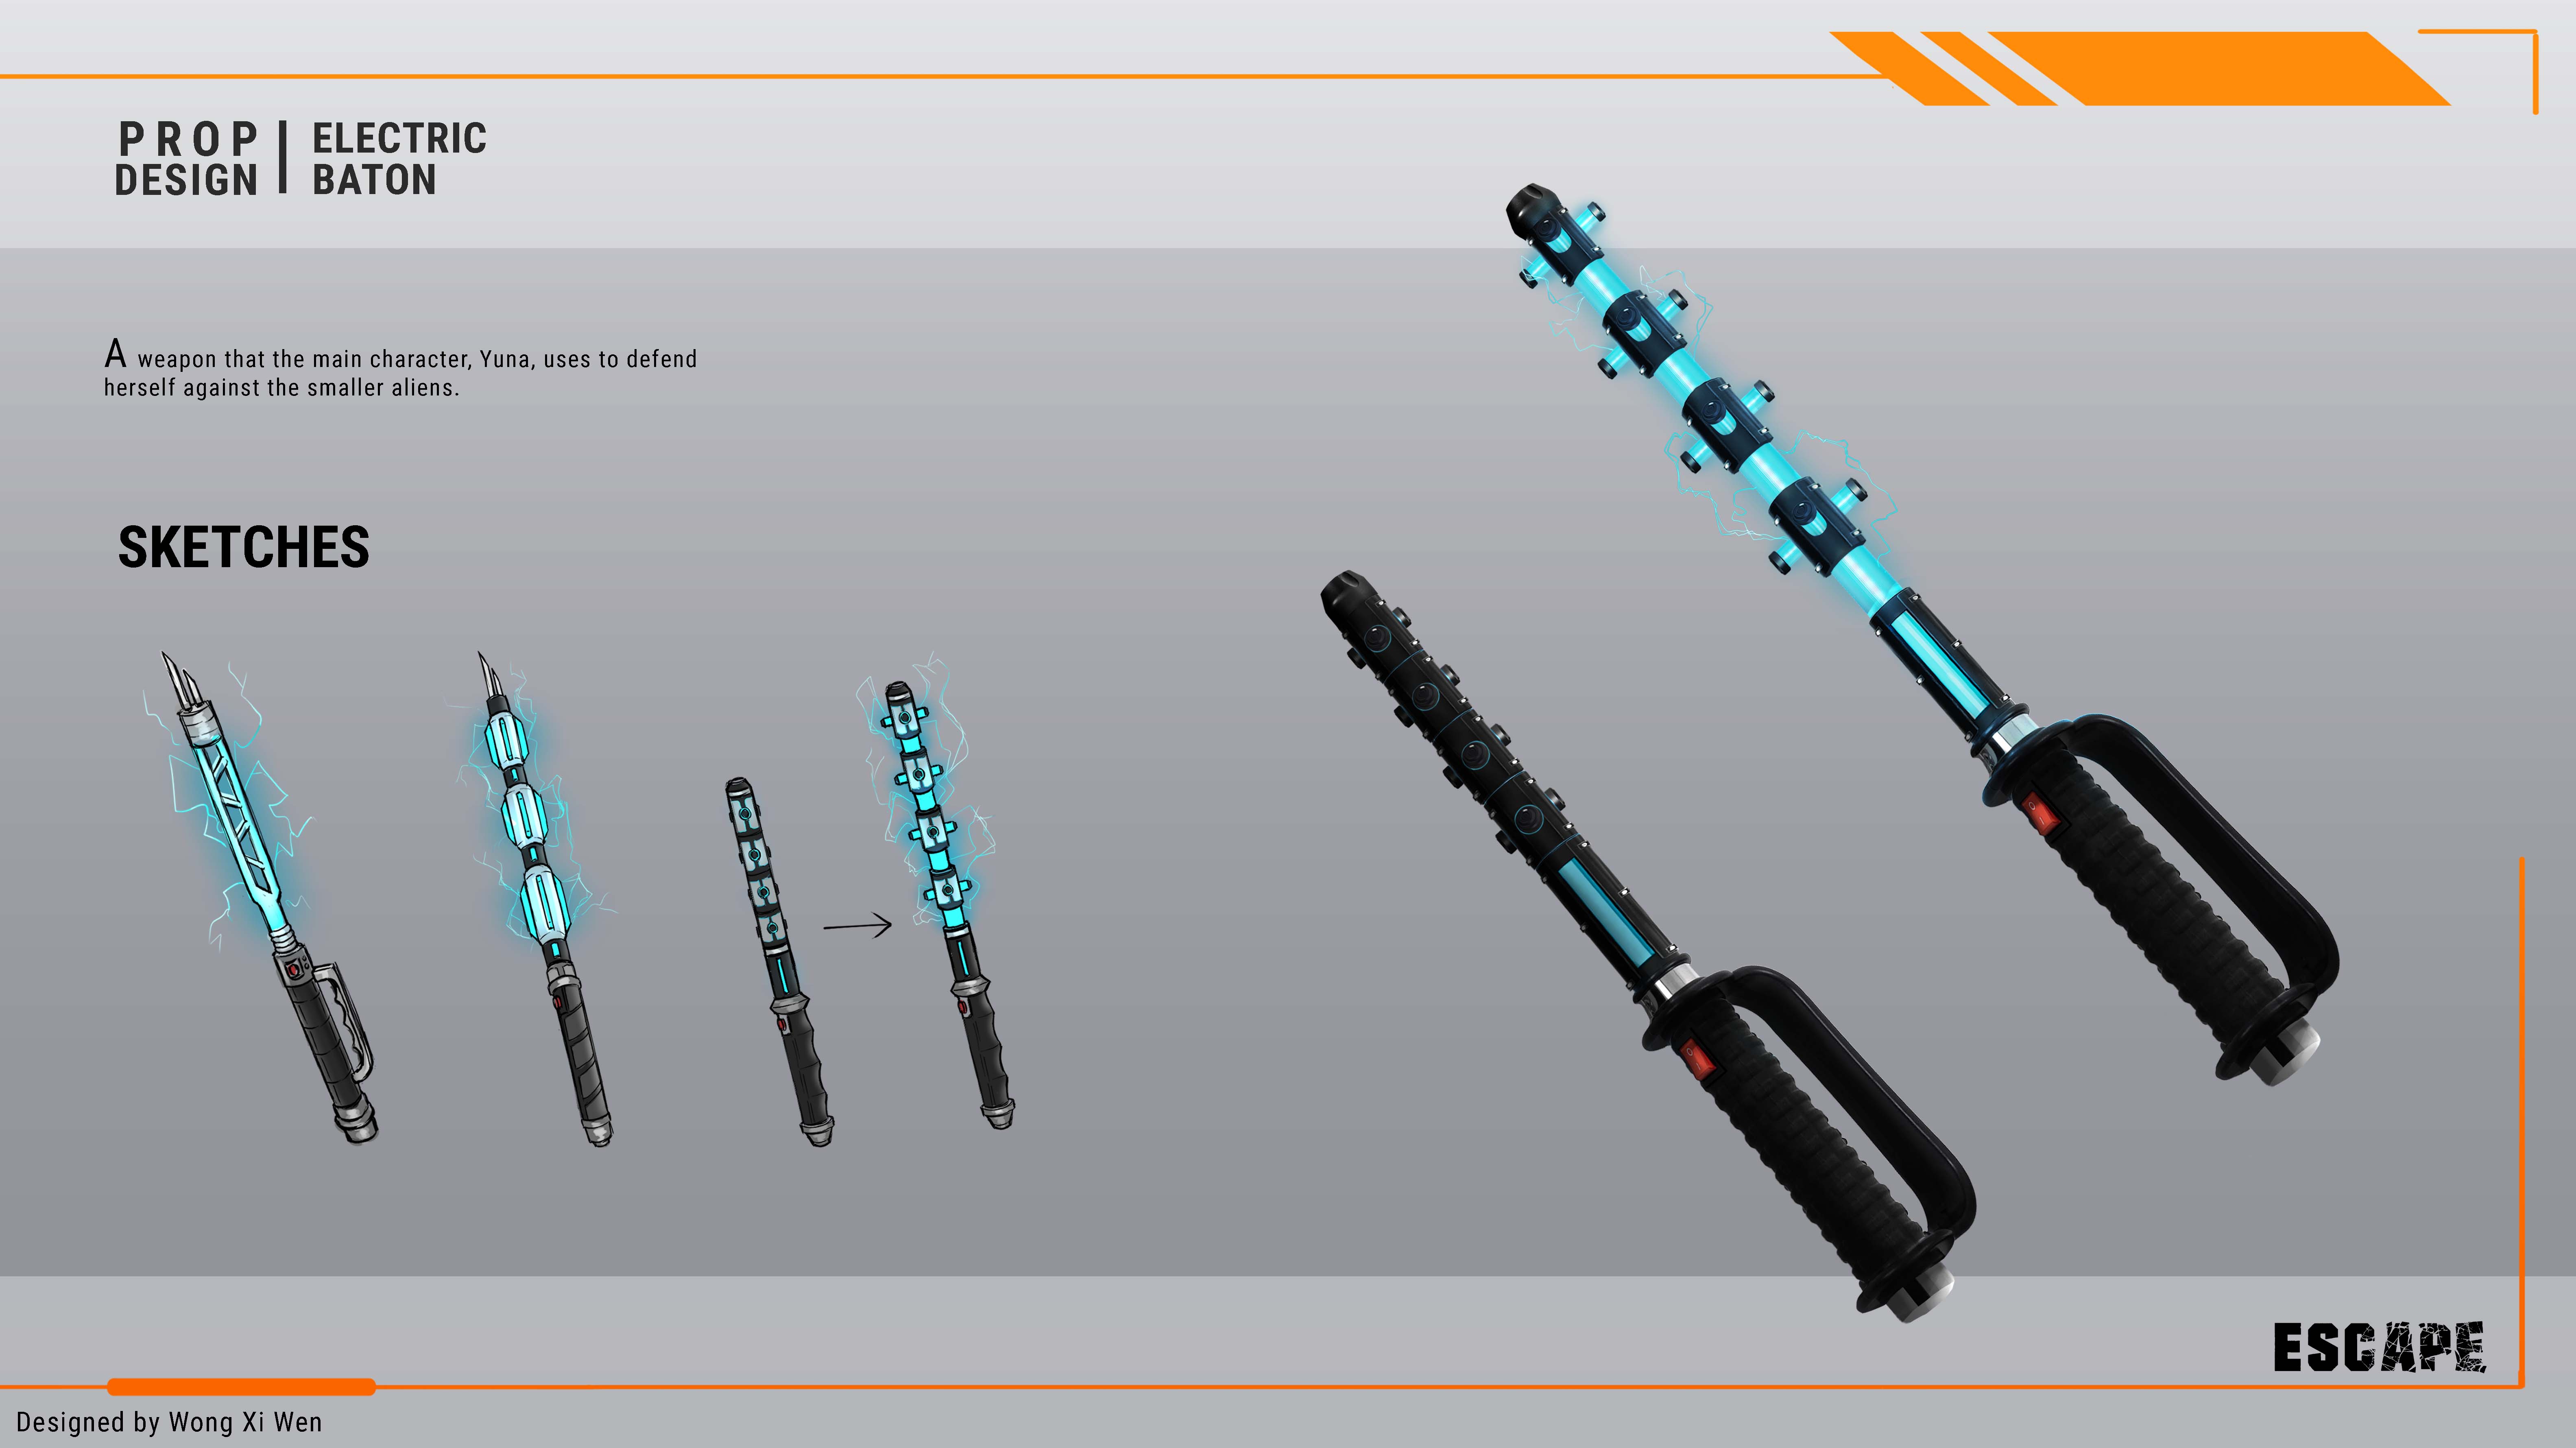 PROP
DESIGN
ELECTRIC
BATON
A weapon that the main character, Yuna, uses to defend
herself against the smaller aliens.
SKETCHES
ESCAPE
Designed by Wong Xi Wen